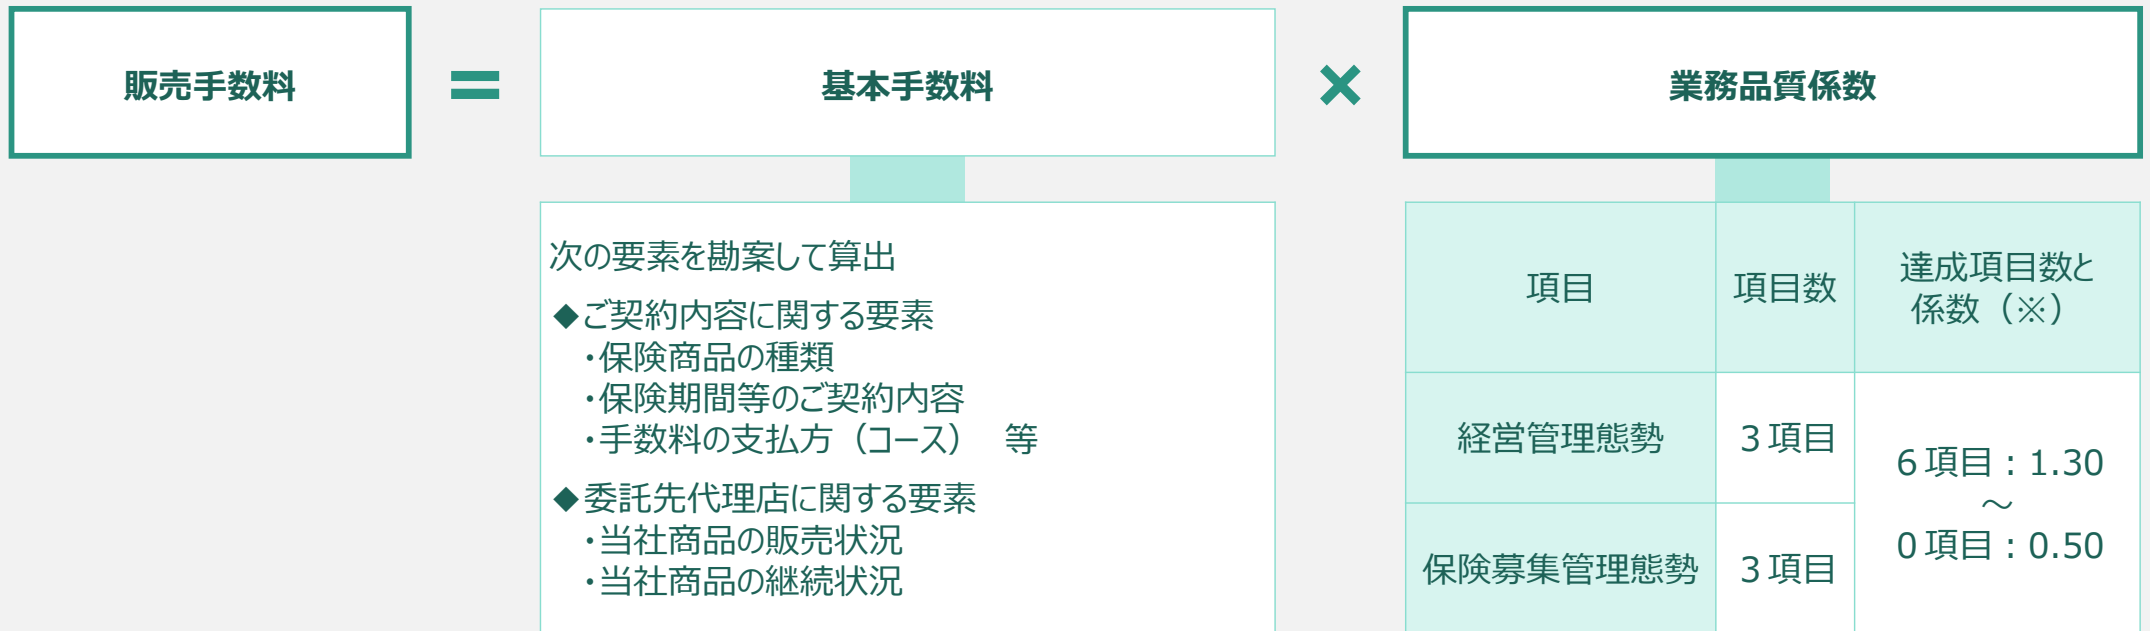 販売手数料
=
基本手数料
×
業務品質係数
次の要素を勘案して算出
◆ご契約内容に関する要素
・保険商品の種類
・保険期間等のご契約内容
・手数料の支払方（コース）　等
◆委託先代理店に関する要素
・当社商品の販売状況
・当社商品の継続状況
項目
項目数
達成項目数と
係数（※）
経営管理態勢
３項目
保険募集管理態勢
３項目
６項目：1.30
～
０項目：0.50